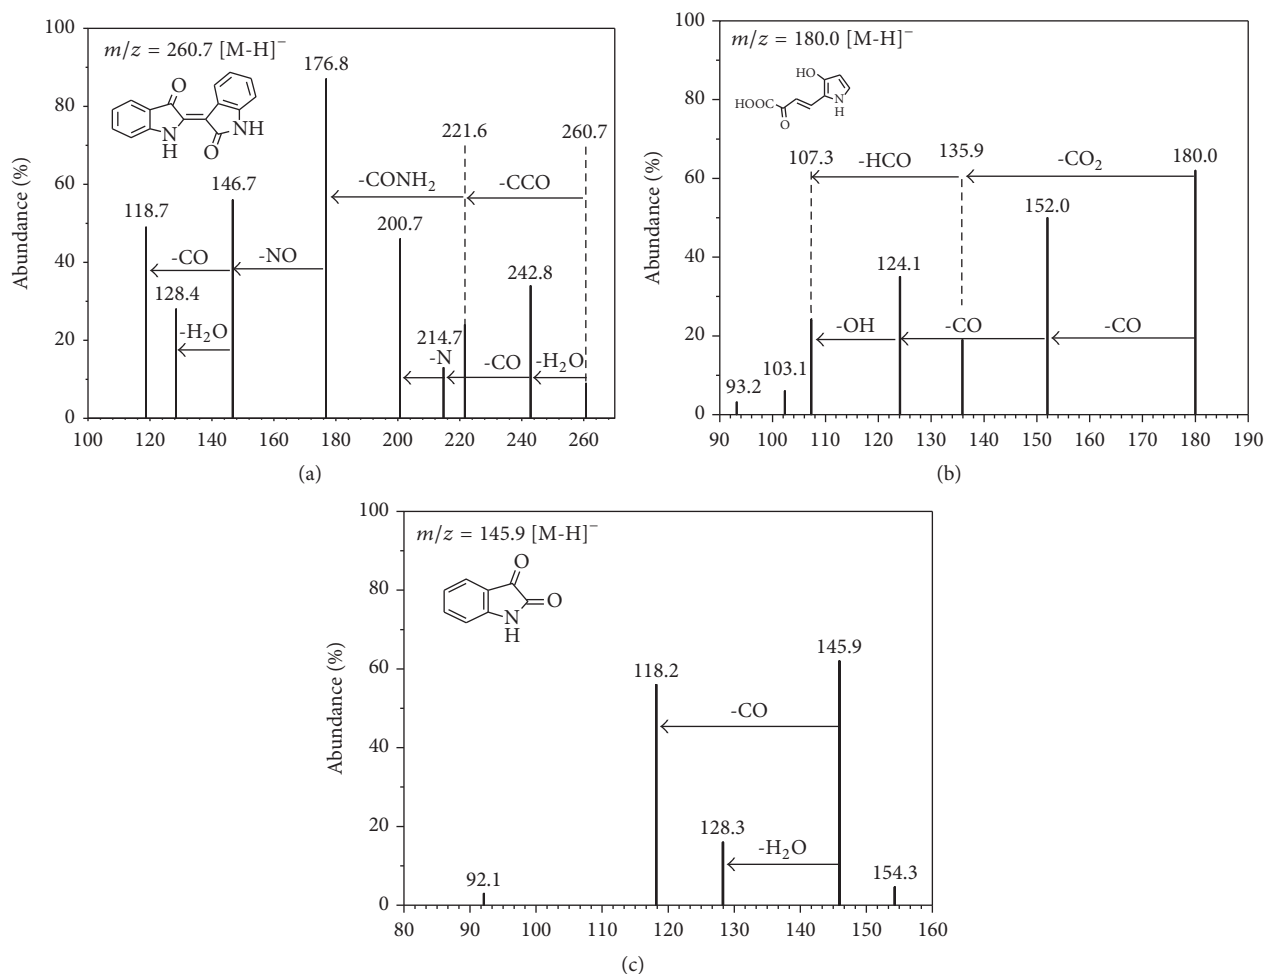 m/z = 260.7 [M-H]⁻
O
N
H
O
NH
176.8
221.6
260.7
-CONH₂
-CCO
146.7
200.7
118.7
-CO
-NO
242.8
128.4
-H₂O
214.7
-N
-CO
-H₂O
Abundance (%)
100
80
60
40
20
0
100 120 140 160 180 200 220 240 260
(a)
m/z = 180.0 [M-H]⁻
HO
HOOC
O
N
H
107.3
-HCO
135.9
-CO₂
180.0
152.0
124.1
-OH
-CO
-CO
93.2
103.1
Abundance (%)
100
80
60
40
20
0
90 100 110 120 130 140 150 160 170 180 190
(b)
m/z = 145.9 [M-H]⁻
O
O
N
H
145.9
118.2
-CO
128.3
-H₂O
92.1
154.3
Abundance (%)
100
80
60
40
20
0
80 90 100 110 120 130 140 150 160
(c)